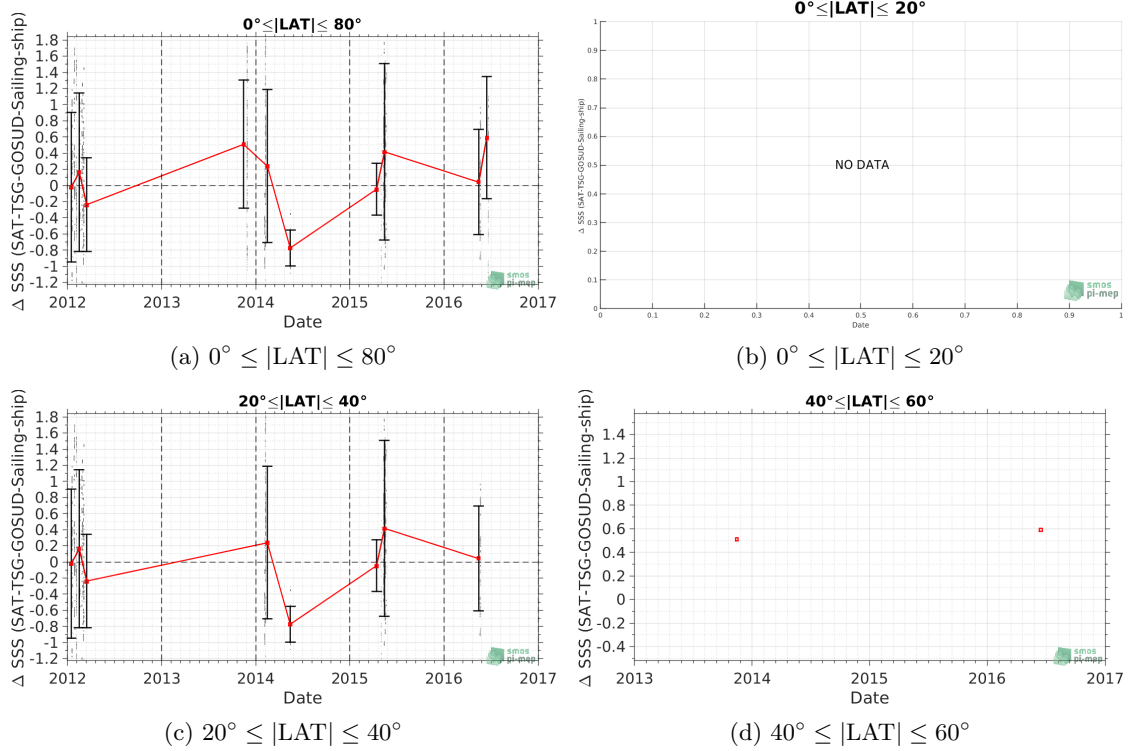 0°≤|LAT|≤ 80°
Δ SSS (SAT-TSG-GOSUD-Sailing-ship)
1.8
1.6
1.4
1.2
1
0.8
0.6
0.4
0.2
0
-0.2
-0.4
-0.6
-0.8
-1
-1.2
2012 2013 2014 2015 2016 2017
Date
smos
pi-mep
(a) 0° ≤ |LAT| ≤ 80°
0°≤|LAT|≤ 20°
Δ SSS (SAT-TSG-GOSUD-Sailing-ship)
1
0.9
0.8
0.7
0.6
0.5
0.4
0.3
0.2
0.1
0
NO DATA
0 0.1 0.2 0.3 0.4 0.5 0.6 0.7 0.8 0.9 1
Date
smos
pi-mep
(b) 0° ≤ |LAT| ≤ 20°
20°≤|LAT|≤ 40°
Δ SSS (SAT-TSG-GOSUD-Sailing-ship)
1.8
1.6
1.4
1.2
1
0.8
0.6
0.4
0.2
0
-0.2
-0.4
-0.6
-0.8
-1
-1.2
2012 2013 2014 2015 2016 2017
Date
smos
pi-mep
(c) 20° ≤ |LAT| ≤ 40°
40°≤|LAT|≤ 60°
Δ SSS (SAT-TSG-GOSUD-Sailing-ship)
1.4
1.2
1
0.8
0.6
0.4
0.2
0
-0.2
-0.4
2013 2014 2015 2016 2017
Date
smos
pi-mep
(d) 40° ≤ |LAT| ≤ 60°